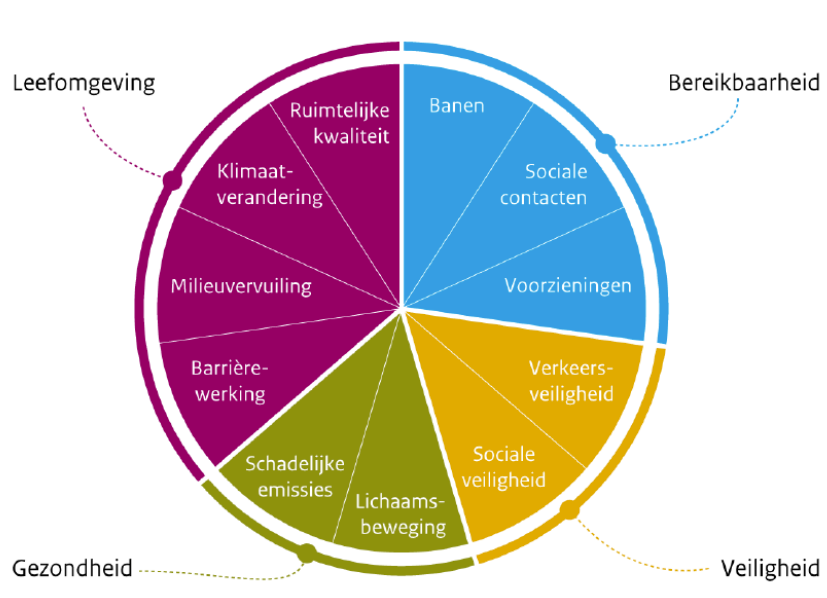 Leefomgeving
Bereikbaarheid
Ruimtelijke
kwaliteit
Banen
Klimaat-
verandering
Sociale
contacten
Milieuvervuiling
Voorzieningen
Barrière-
werking
Verkeers-
veiligheid
Schadelijke
emissies
Sociale
veiligheid
Lichaams-
beweging
Gezondheid
Veiligheid